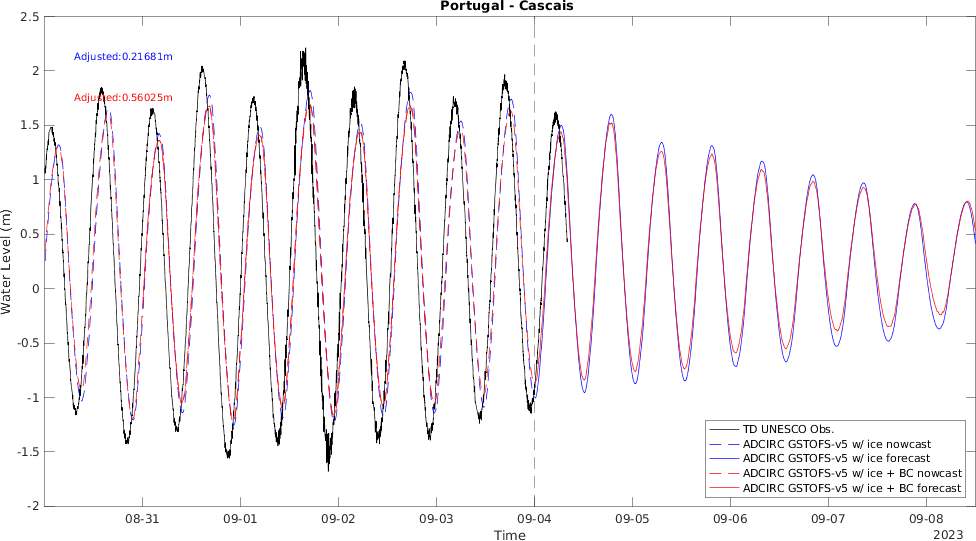 Portugal - Cascais
2.5
2
1.5
1
0.5
0
-0.5
-1
-1.5
-2
Water Level (m)
Adjusted:0.21681m
Adjusted:0.56025m
TD UNESCO Obs.
ADCIRC GSTOFS-v5 w/ ice nowcast
ADCIRC GSTOFS-v5 w/ ice forecast
ADCIRC GSTOFS-v5 w/ ice + BC nowcast
ADCIRC GSTOFS-v5 w/ ice + BC forecast
08-31 09-01 09-02 09-03 09-04 09-05 09-06 09-07 09-08
Time
2023